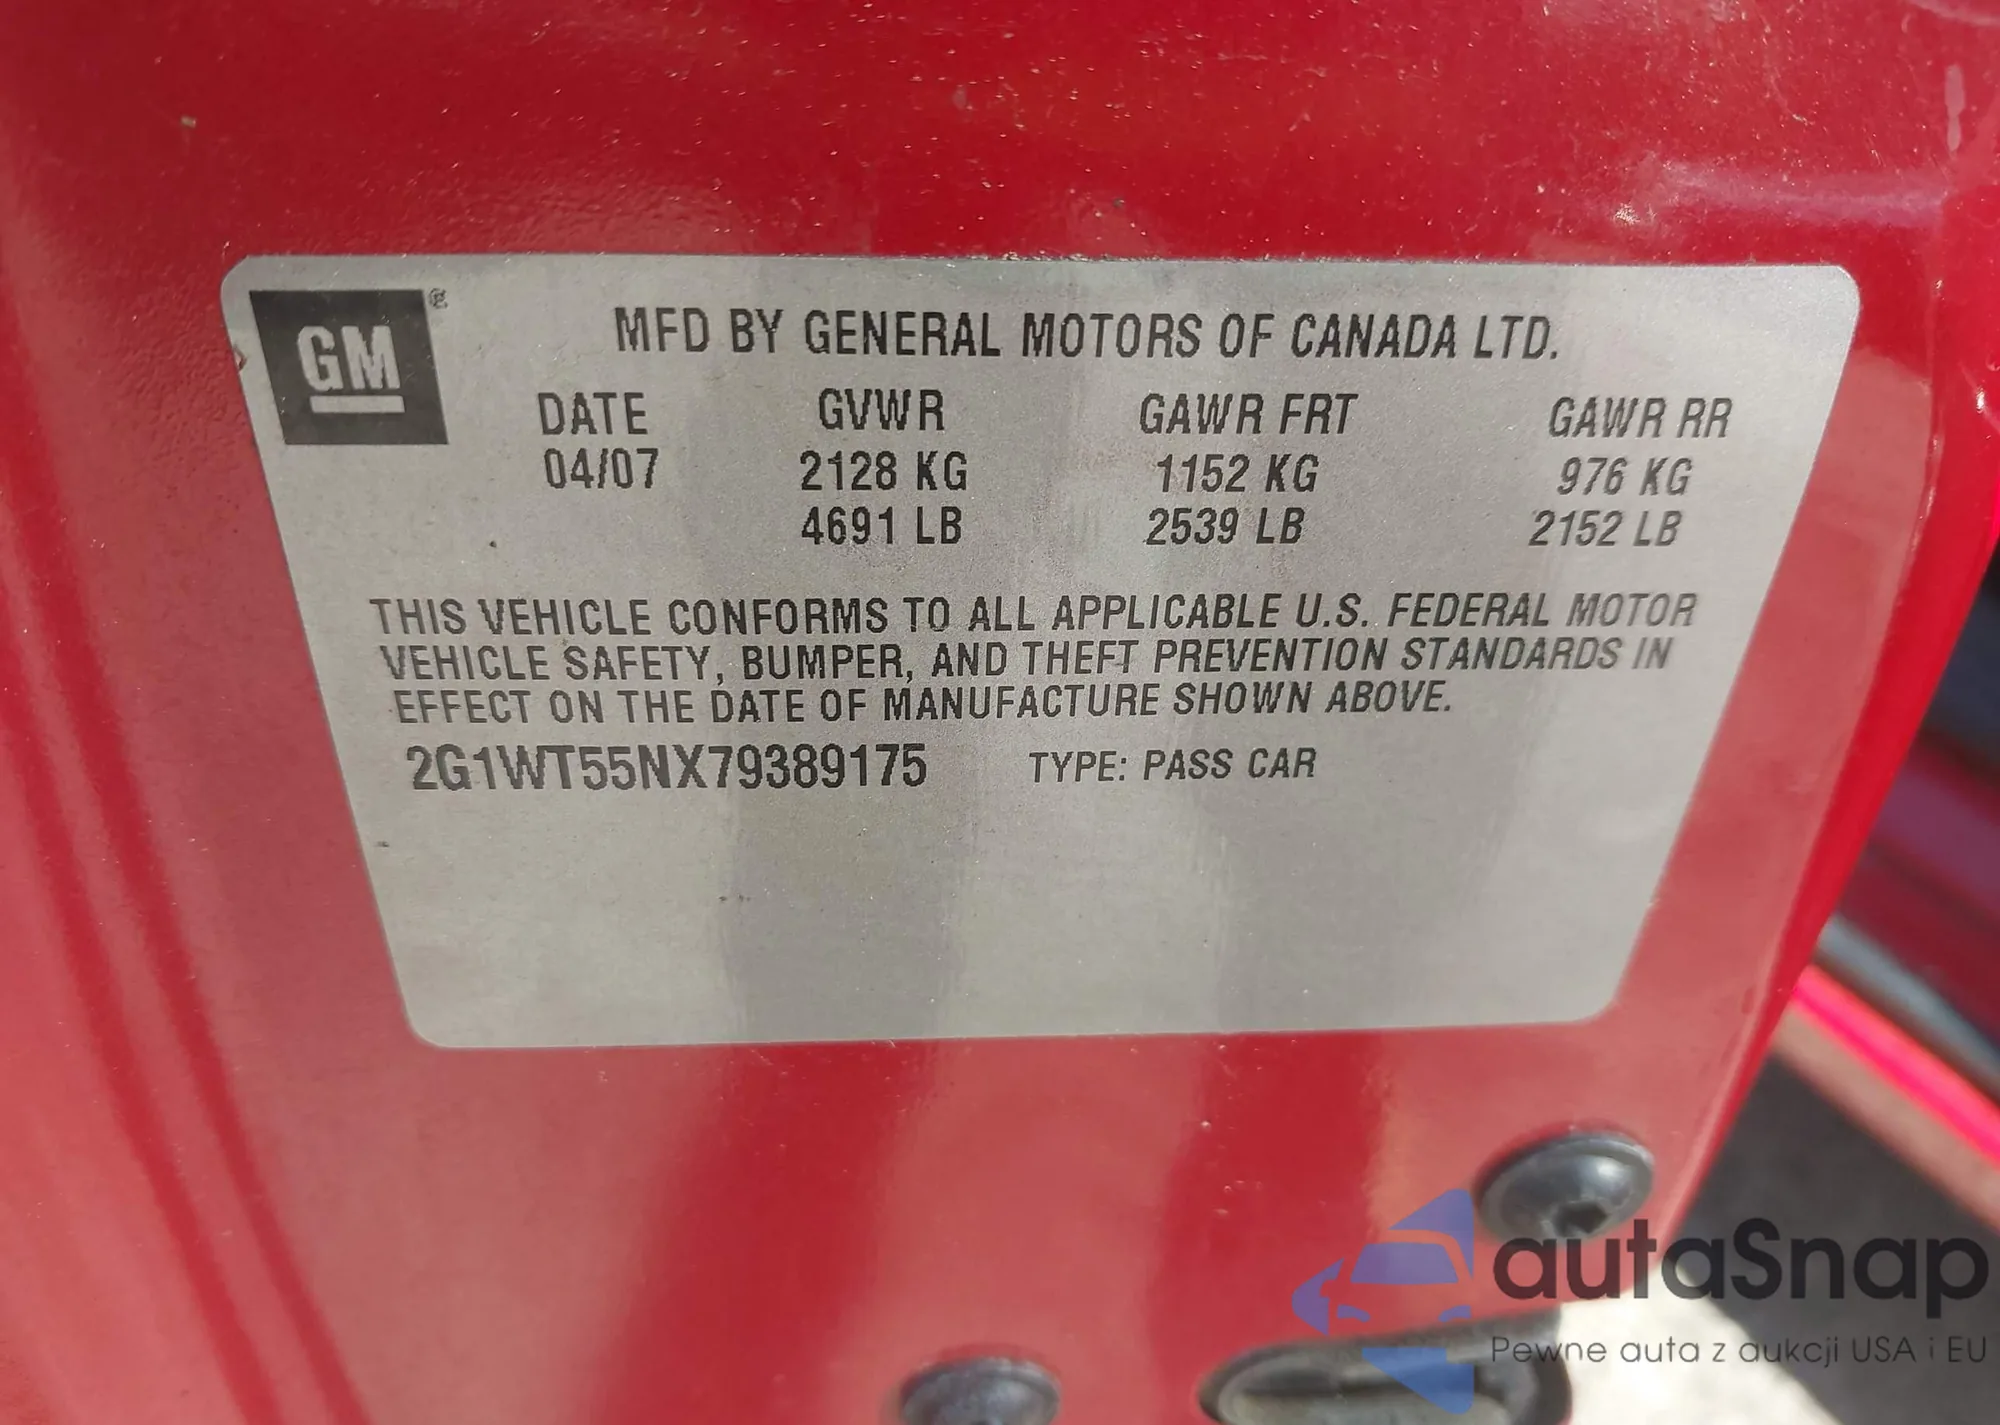 GM ®
MFD BY GENERAL MOTORS OF CANADA LTD.
DATE GVWR GAWR FRT GAWR RR
04/07 2128 KG 1152 KG 976 KG
4691 LB 2539 LB 2152 LB
THIS VEHICLE CONFORMS TO ALL APPLICABLE U.S. FEDERAL MOTOR
VEHICLE SAFETY, BUMPER, AND THEFT PREVENTION STANDARDS IN
EFFECT ON THE DATE OF MANUFACTURE SHOWN ABOVE.
2G1WT55NX79389175 TYPE: PASS CAR
autaSnap
Pewne auta z aukcji USA i EU